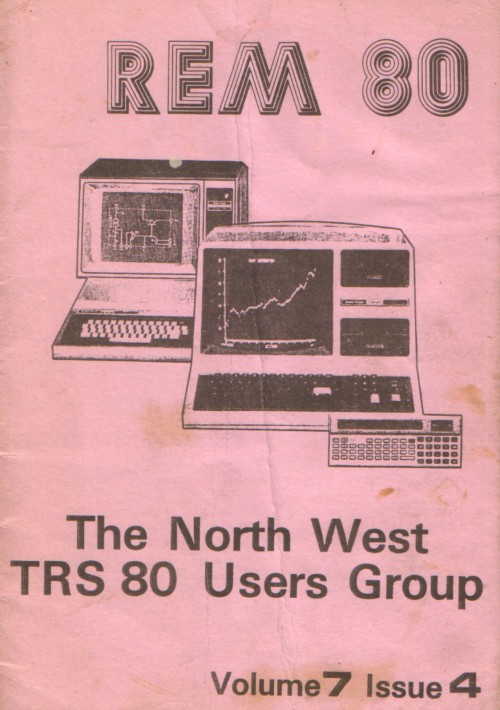 REM 80
The North West
TRS 80 Users Group
Volume 7 Issue 4